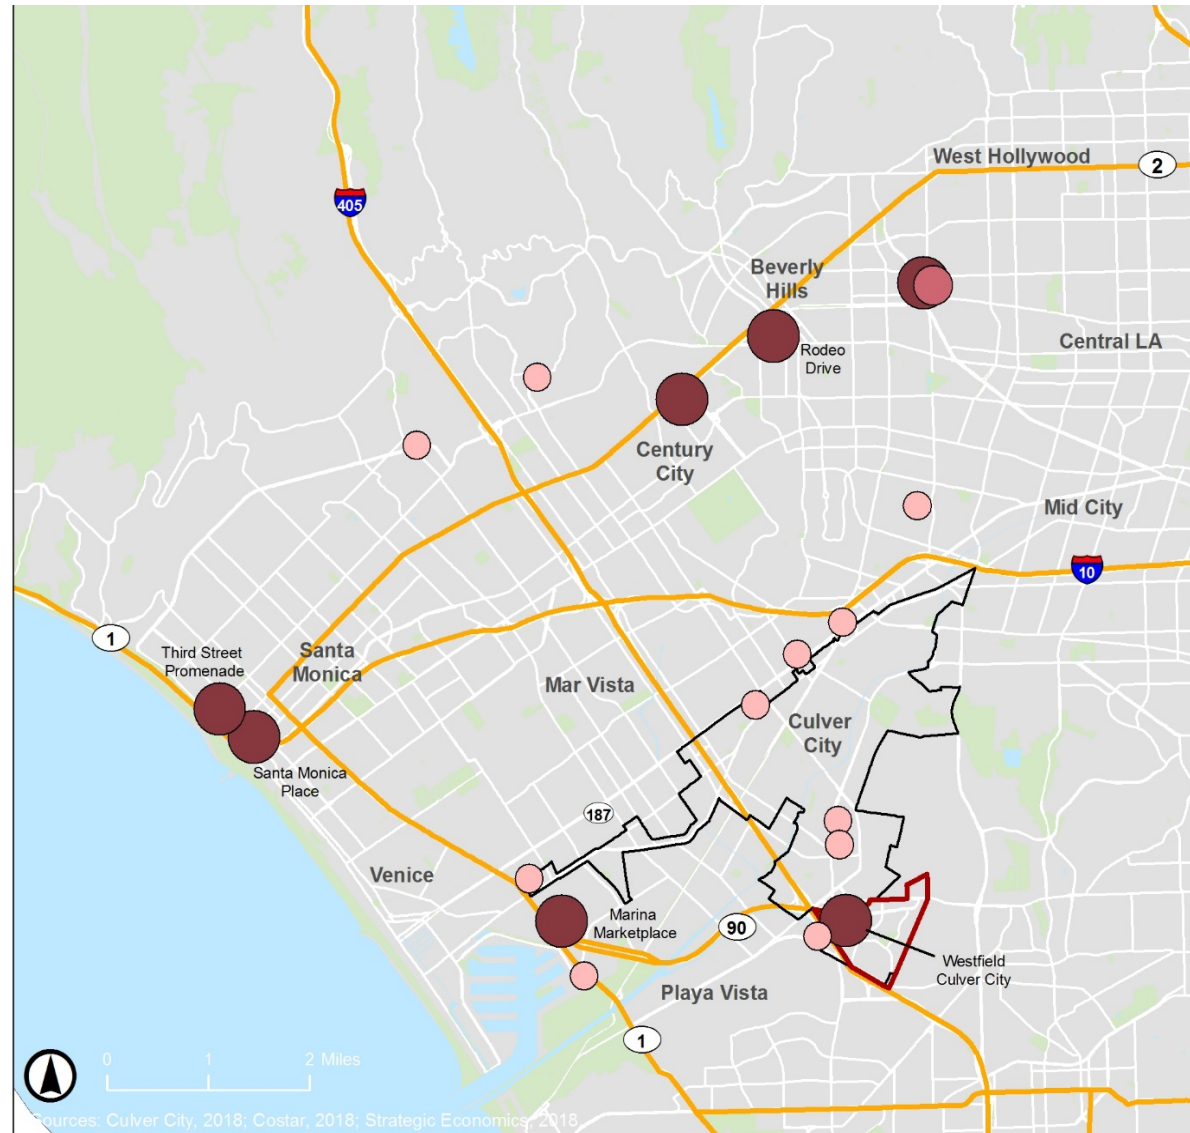 West Hollywood
2
405
Beverly
Hills
Rodeo
Drive
Central LA
Century
City
Mid City
10
1
Third Street
Promenade
Santa
Monica
Mar Vista
Culver
City
Santa Monica
Place
187
Venice
Marina
Marketplace
90
Westfield
Culver City
Playa Vista
1
0 1 2 Miles
Sources: Culver City, 2018; Costar, 2018; Strategic Economics, 2018